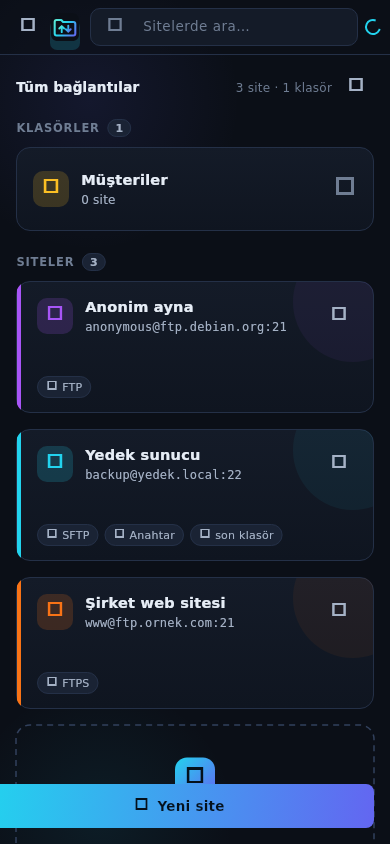 Sitelerde ara…
Tüm bağlantılar
3 site · 1 klasör
KLASÖRLER 1
Müşteriler
0 site
SITELER 3
Anonim ayna
anonymous@ftp.debian.org:21
FTP
Yedek sunucu
backup@yedek.local:22
SFTP Anahtar son klasör
Şirket web sitesi
www@ftp.ornek.com:21
FTPS
Yeni site